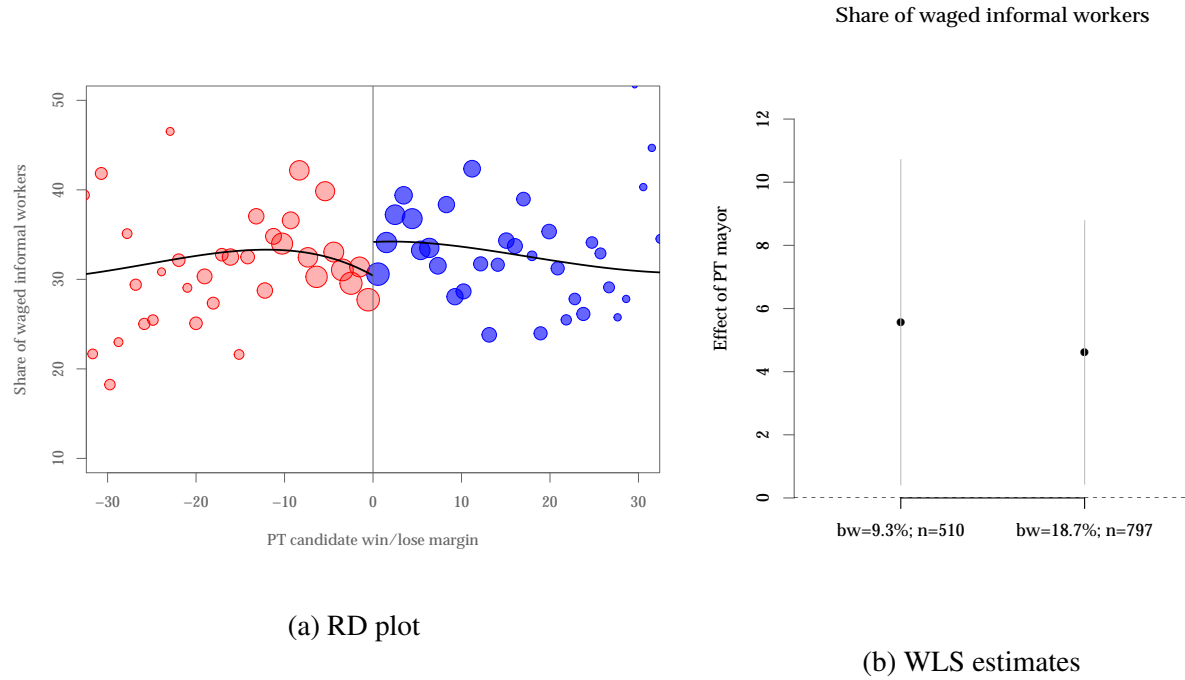 Share of waged informal workers
50
40
30
20
10
Share of waged informal workers
−30
−20
−10
0
10
20
30
PT candidate win/lose margin
(a) RD plot
12
10
8
6
4
2
0
Effect of PT mayor
bw=9.3%; n=510
bw=18.7%; n=797
(b) WLS estimates